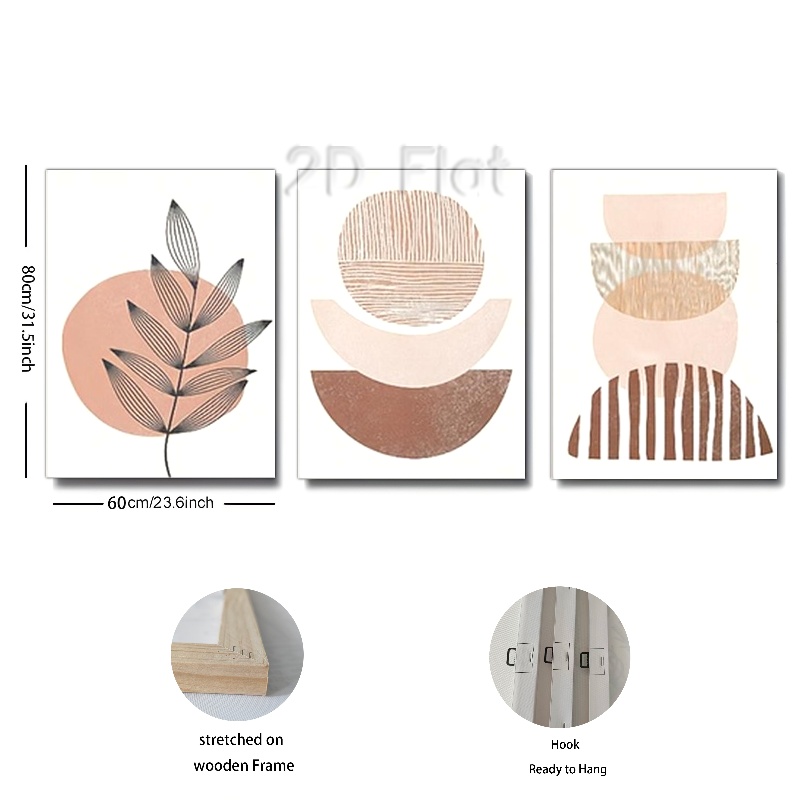 2D Flat
80cm/31.5inch
60cm/23.6inch
stretched on
wooden Frame
Hook
Ready to Hang